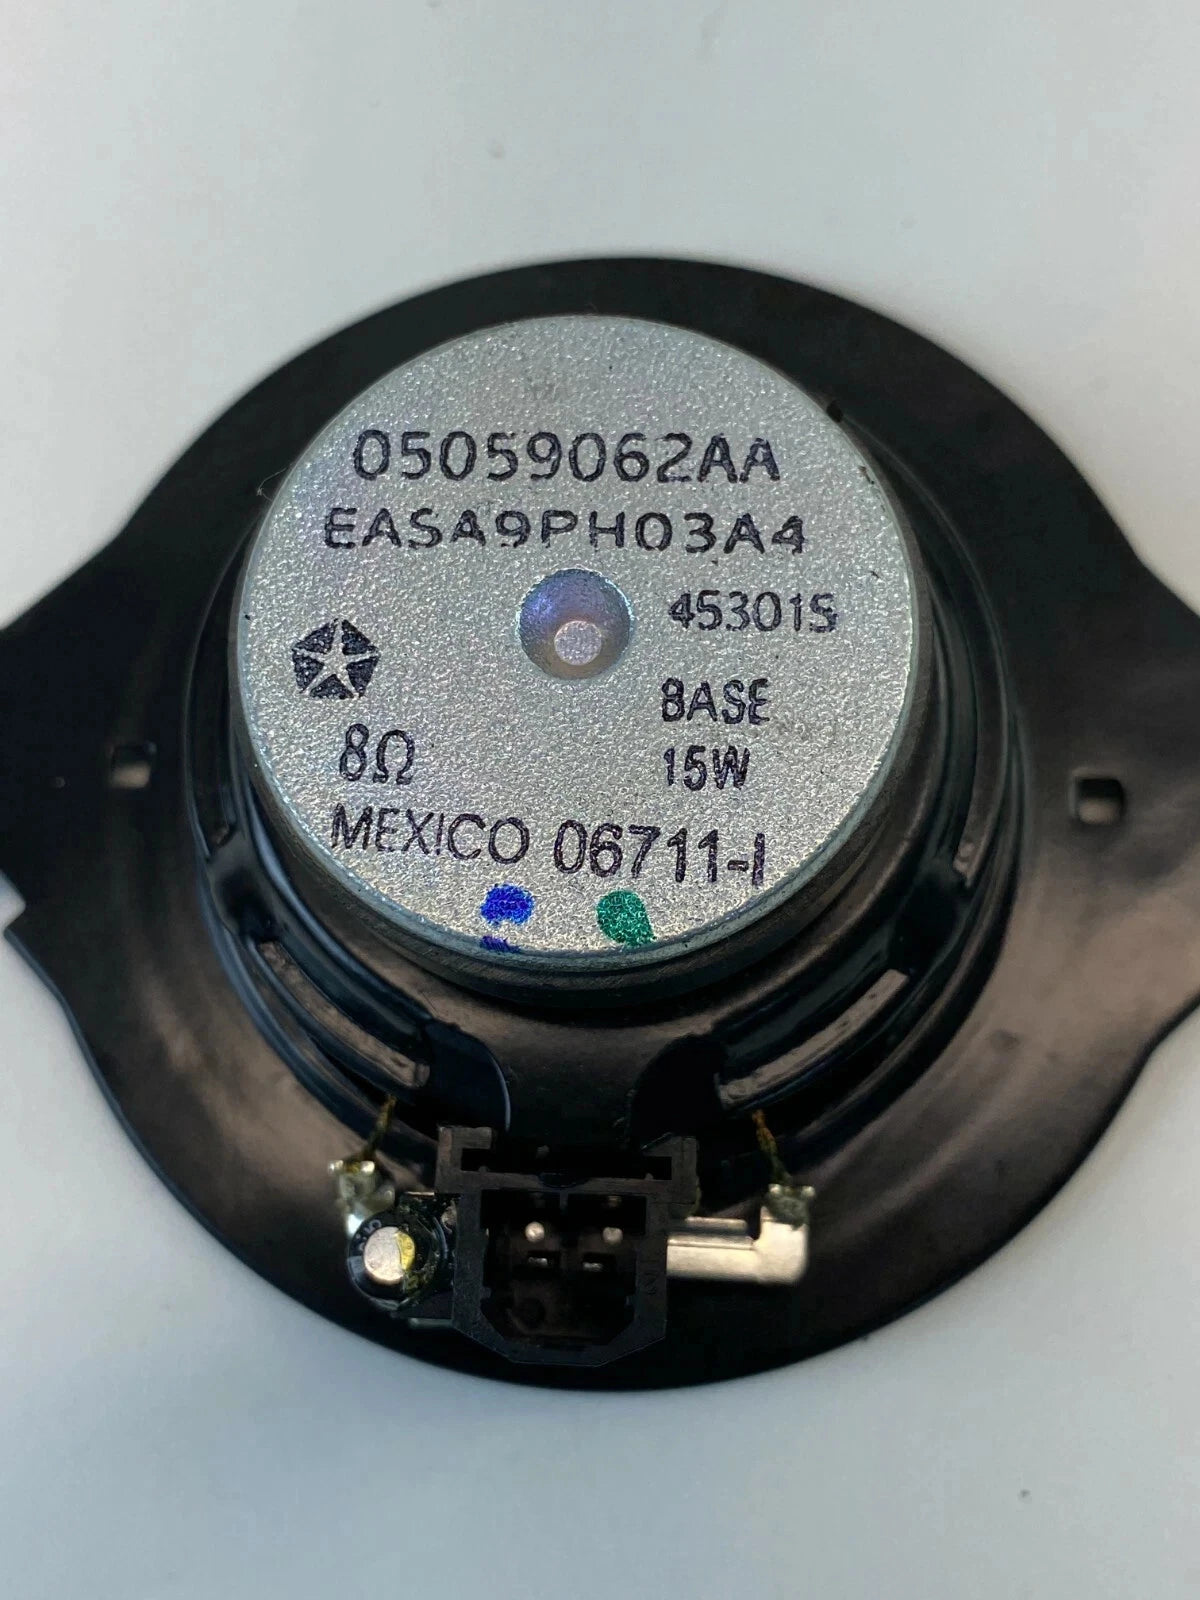 05059062AA
EASA9PH03A4
45301S
BASE
8Ω
15W
MEXICO 06711-I